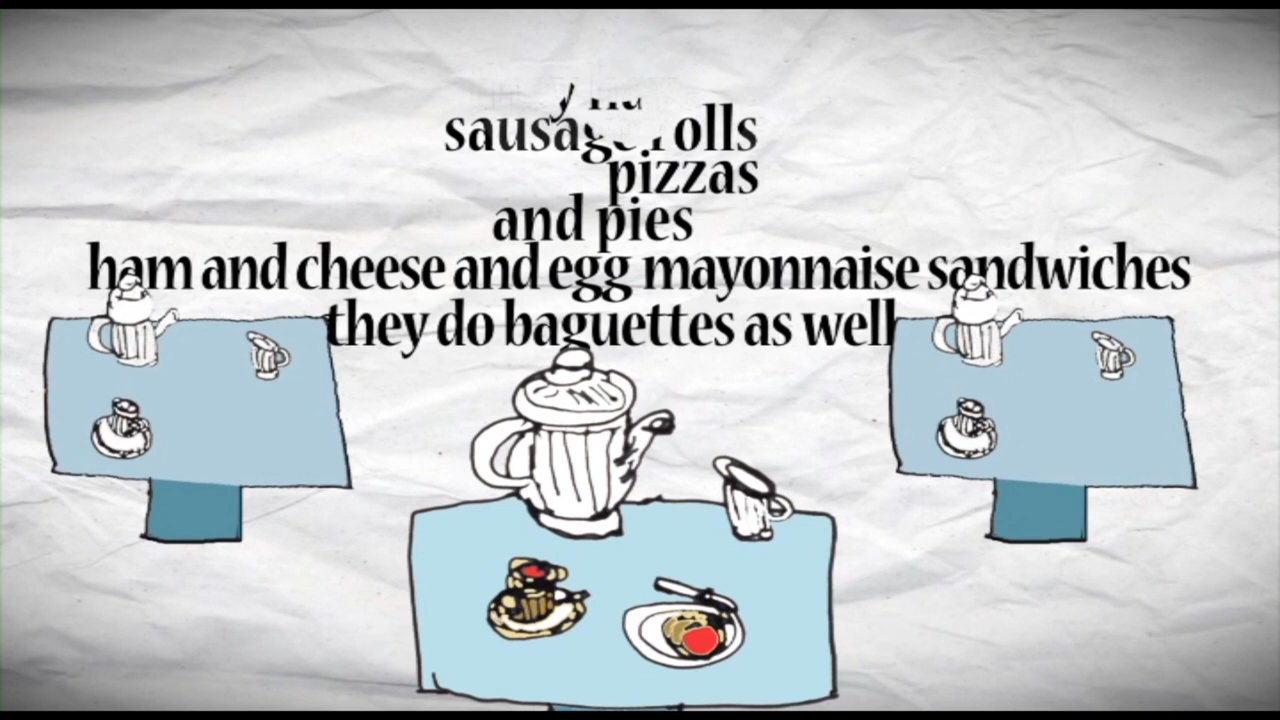 sausage rolls
pizzas
and pies
ham and cheese and egg mayonnaise sandwiches
they do baguettes as well